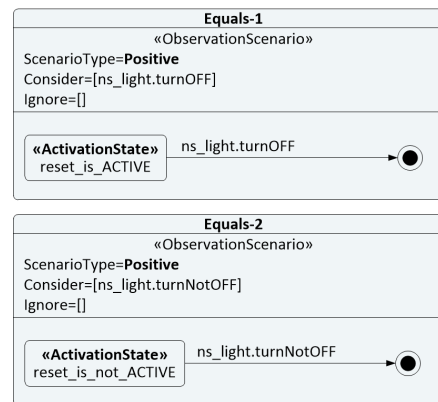 Equals-1
«ObservationScenario»
ScenarioType=Positive
Consider=[ns_light.turnOFF]
Ignore=[]
«ActivationState»
reset_is_ACTIVE
ns_light.turnOFF
Equals-2
«ObservationScenario»
ScenarioType=Positive
Consider=[ns_light.turnNotOFF]
Ignore=[]
«ActivationState»
reset_is_not_ACTIVE
ns_light.turnNotOFF